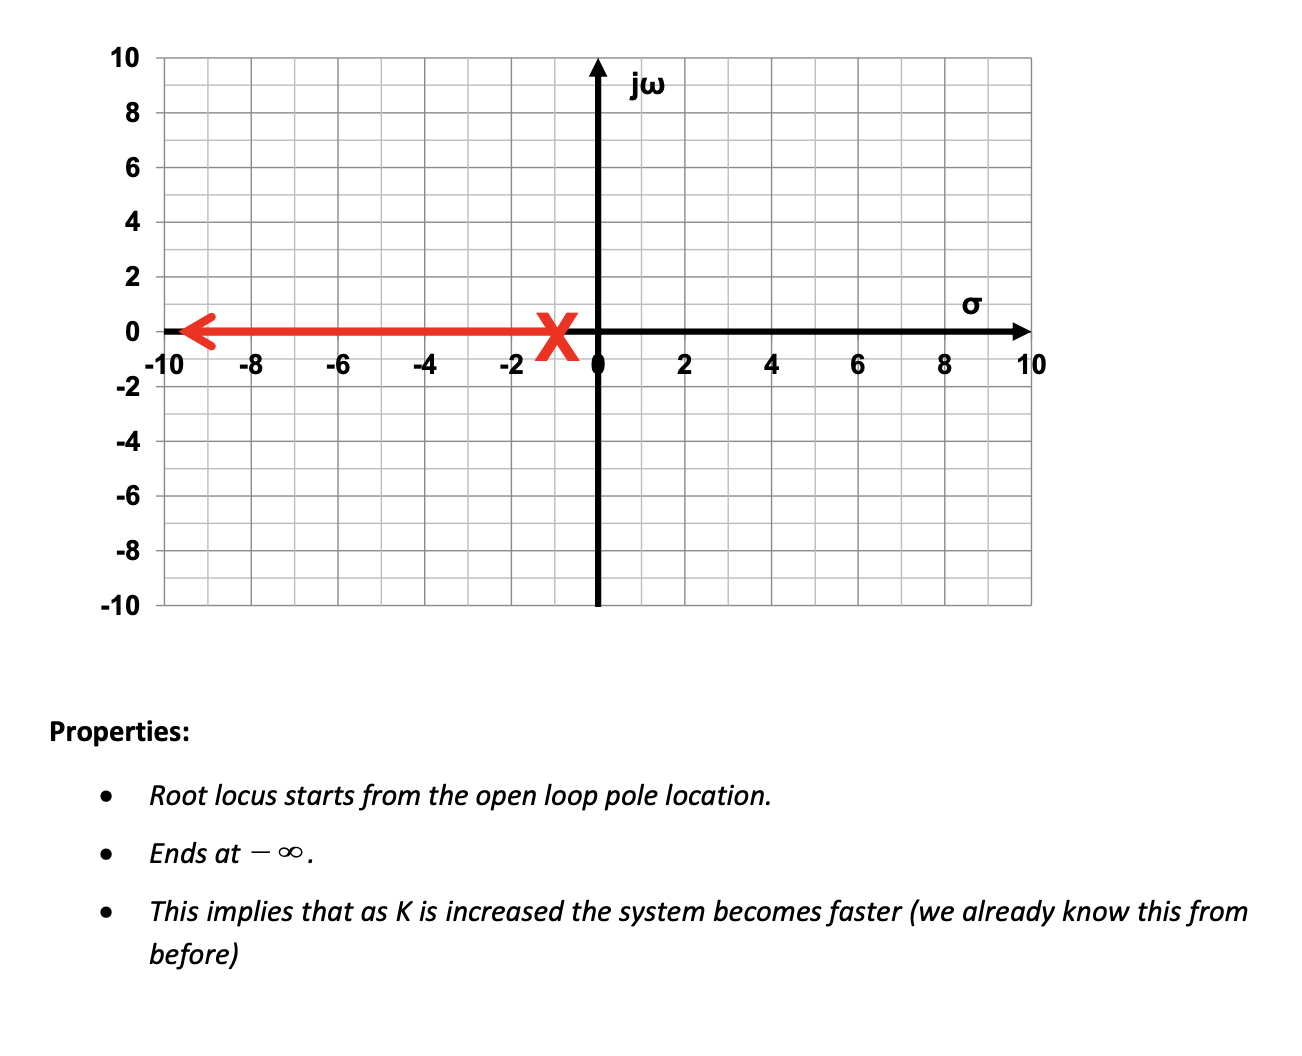 10
jω
8
6
4
2
σ
0
-10 -8 -6 -4 -2 0 2 4 6 8 10
-2
-4
-6
-8
-10
Properties:
• Root locus starts from the open loop pole location.
• Ends at − ∞.
• This implies that as K is increased the system becomes faster (we already know this from
before)